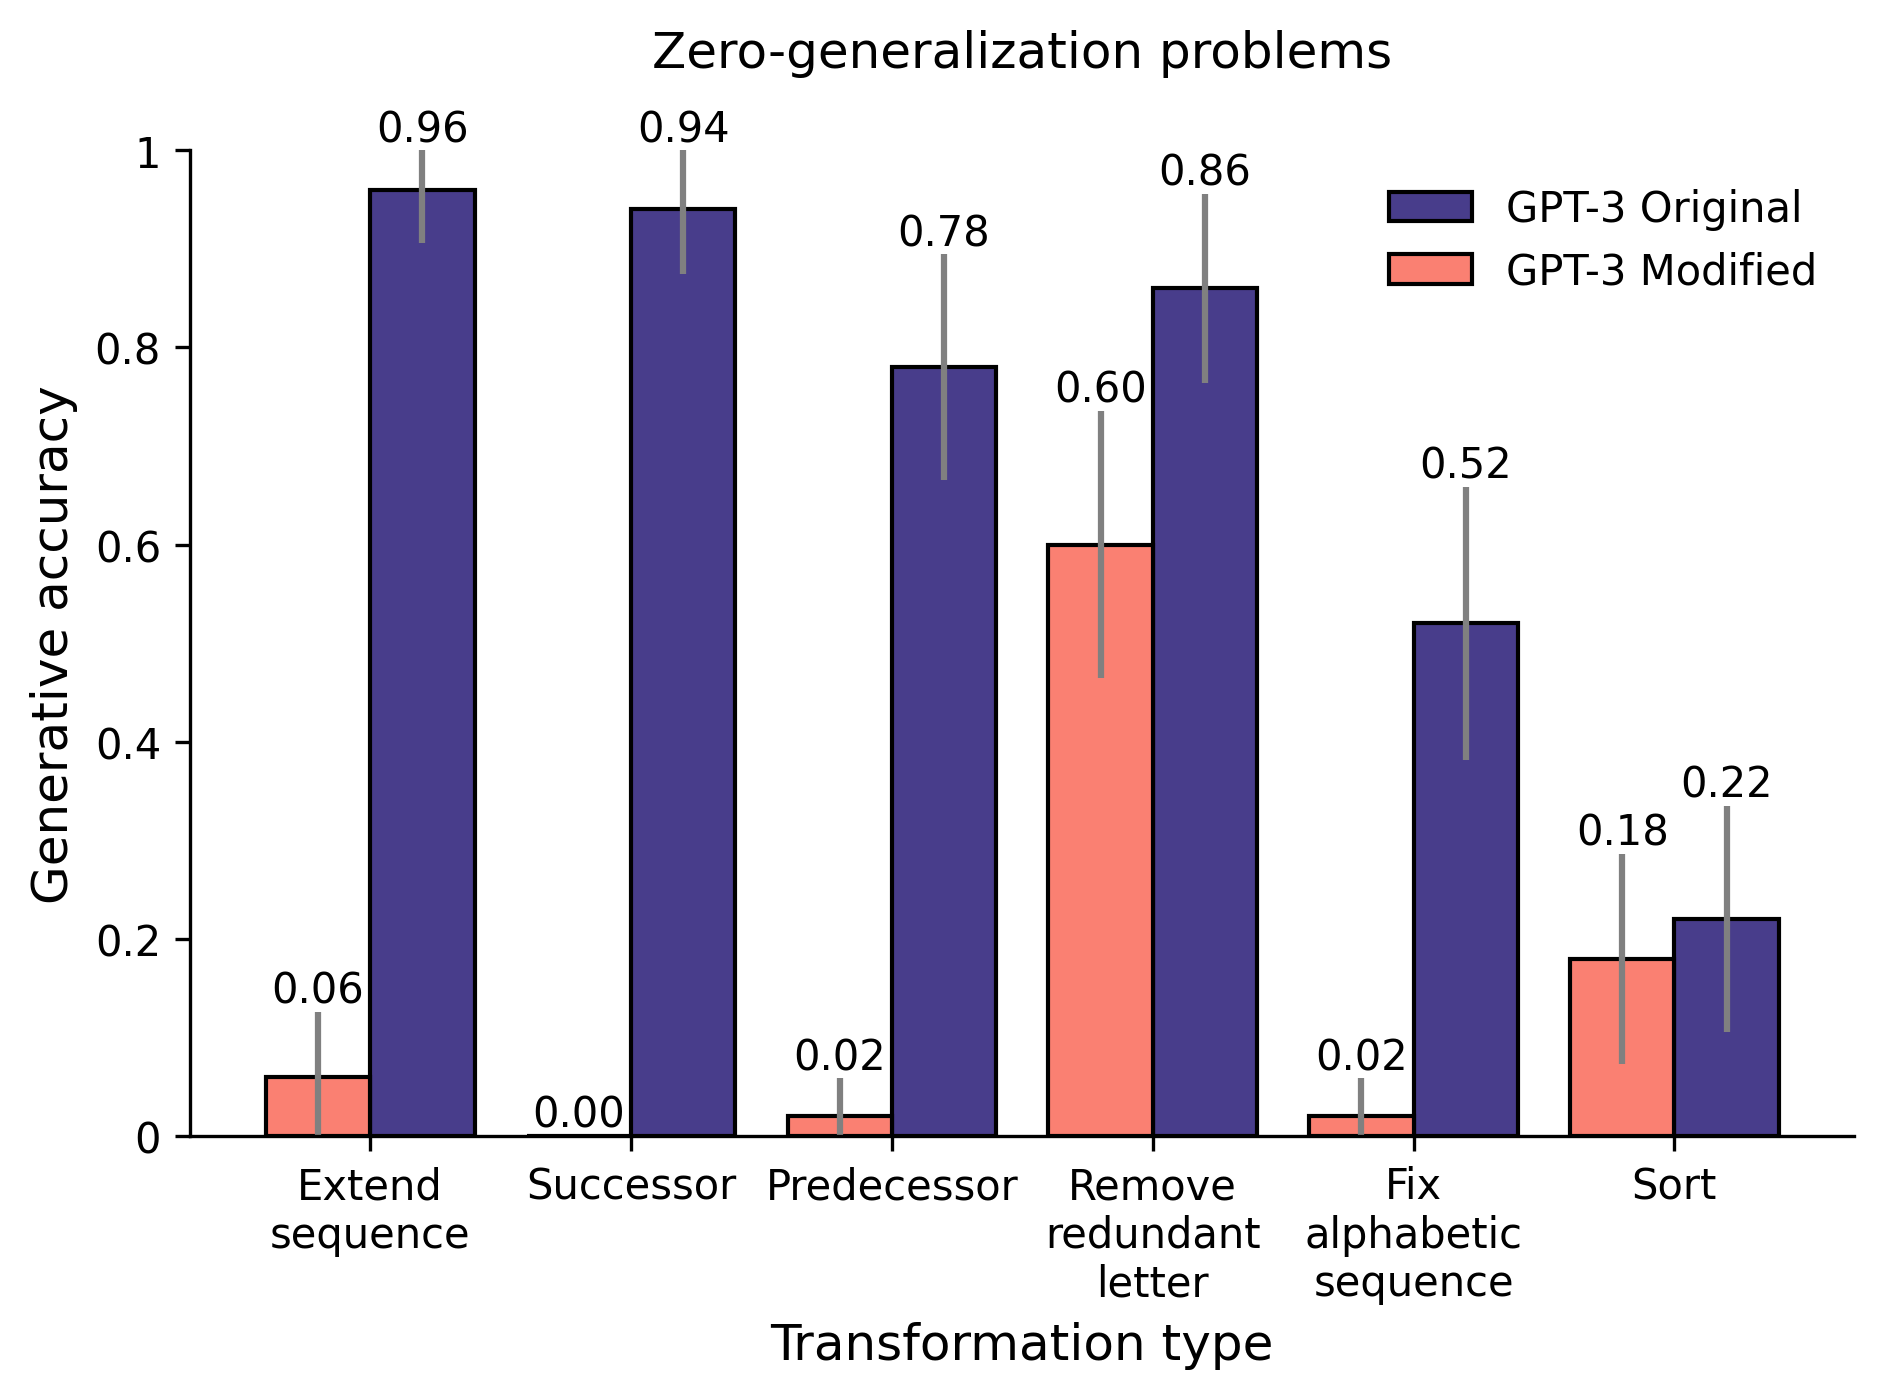 Zero-generalization problems
0.96
0.94
0.78
0.86
0.60
0.52
0.22
0.18
0.06
0.00
0.02
0.02
GPT-3 Original
GPT-3 Modified
Generative accuracy
1
0.8
0.6
0.4
0.2
0
Extend
sequence
Successor
Predecessor
Remove
redundant
letter
Fix
alphabetic
sequence
Sort
Transformation type